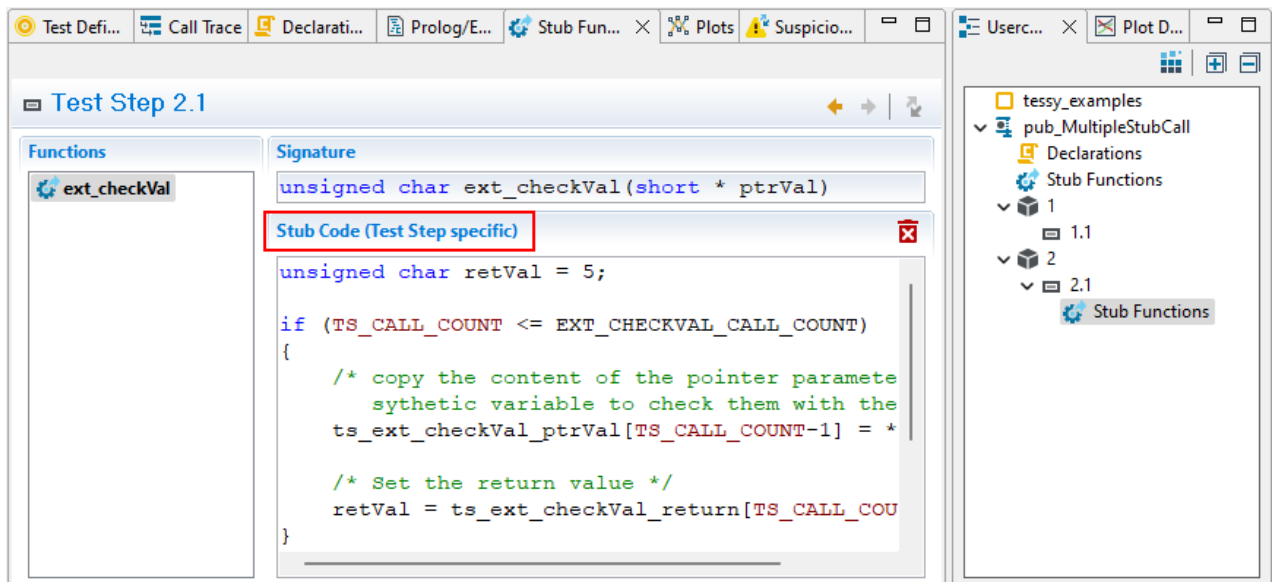 Test Defi... Call Trace Declarati... Prolog/E... Stub Fun... Plots Suspicio...
Test Step 2.1
Functions
ext_checkVal
Signature
unsigned char ext_checkVal(short * ptrVal)
Stub Code (Test Step specific)
unsigned char retVal = 5;
if (TS_CALL_COUNT <= EXT_CHECKVAL_CALL_COUNT)
{
/* copy the content of the pointer paramete
sythetic variable to check them with the
ts_ext_checkVal_ptrVal[TS_CALL_COUNT-1] = *
/* Set the return value */
retVal = ts_ext_checkVal_return[TS_CALL_COU
}
Userc... Plot D...
tessy_examples
pub_MultipleStubCall
Declarations
Stub Functions
1
1.1
2
2.1
Stub Functions